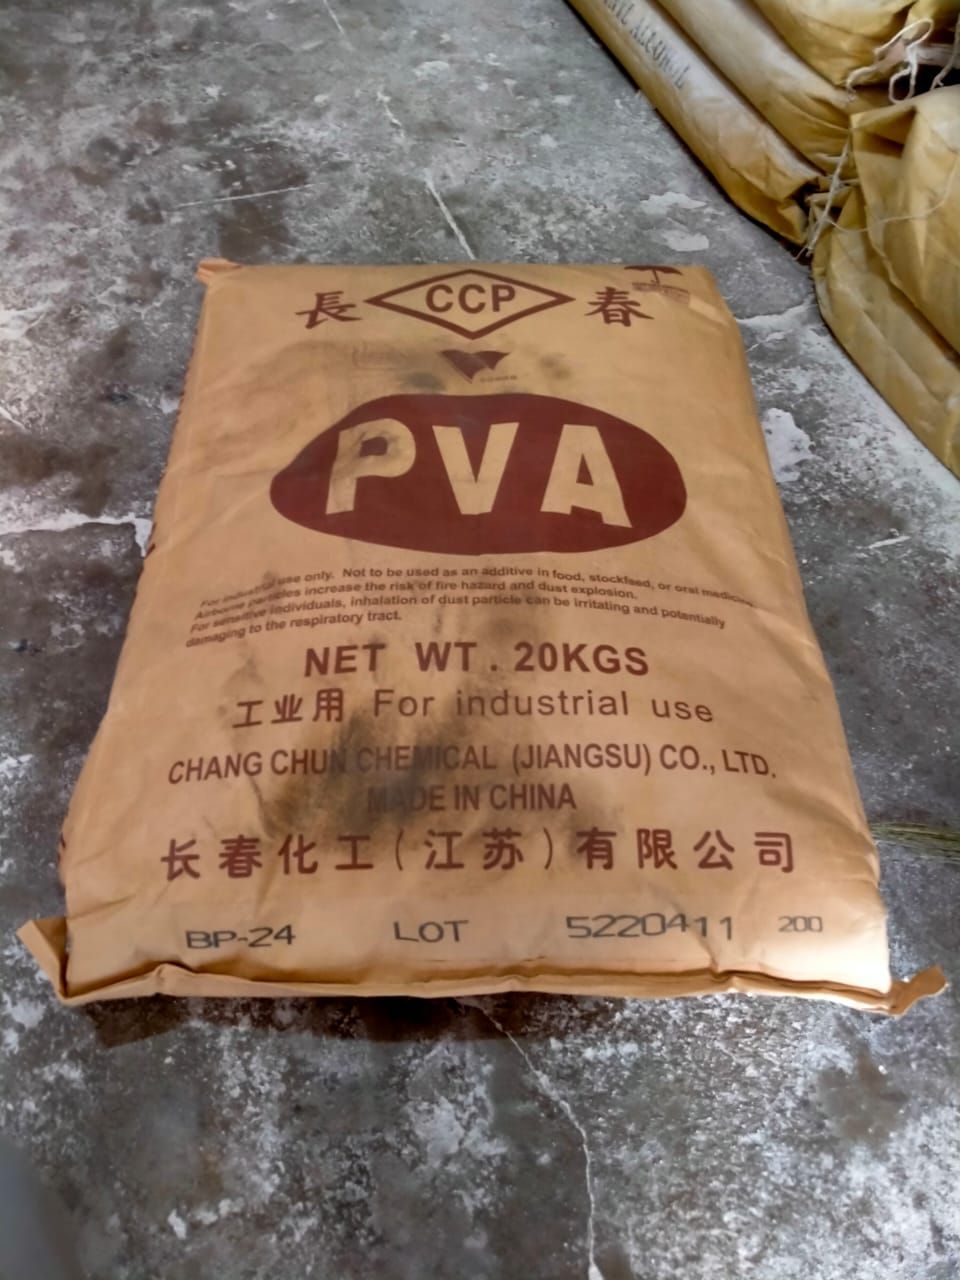 ALCOHOL
長 CCP 春
PVA
For industrial use only. Not to be used as an additive in food, stockfeed, or oral medicine.
Airborne particles increase the risk of fire hazard and dust explosion.
For sensitive individuals, inhalation of dust particle can be irritating and potentially
damaging to the respiratory tract.
NET WT. 20KGS
工业用 For industrial use
CHANG CHUN CHEMICAL (JIANGSU) CO., LTD.
MADE IN CHINA
长春化工(江苏)有限公司
BP-24 LOT 5220411 200